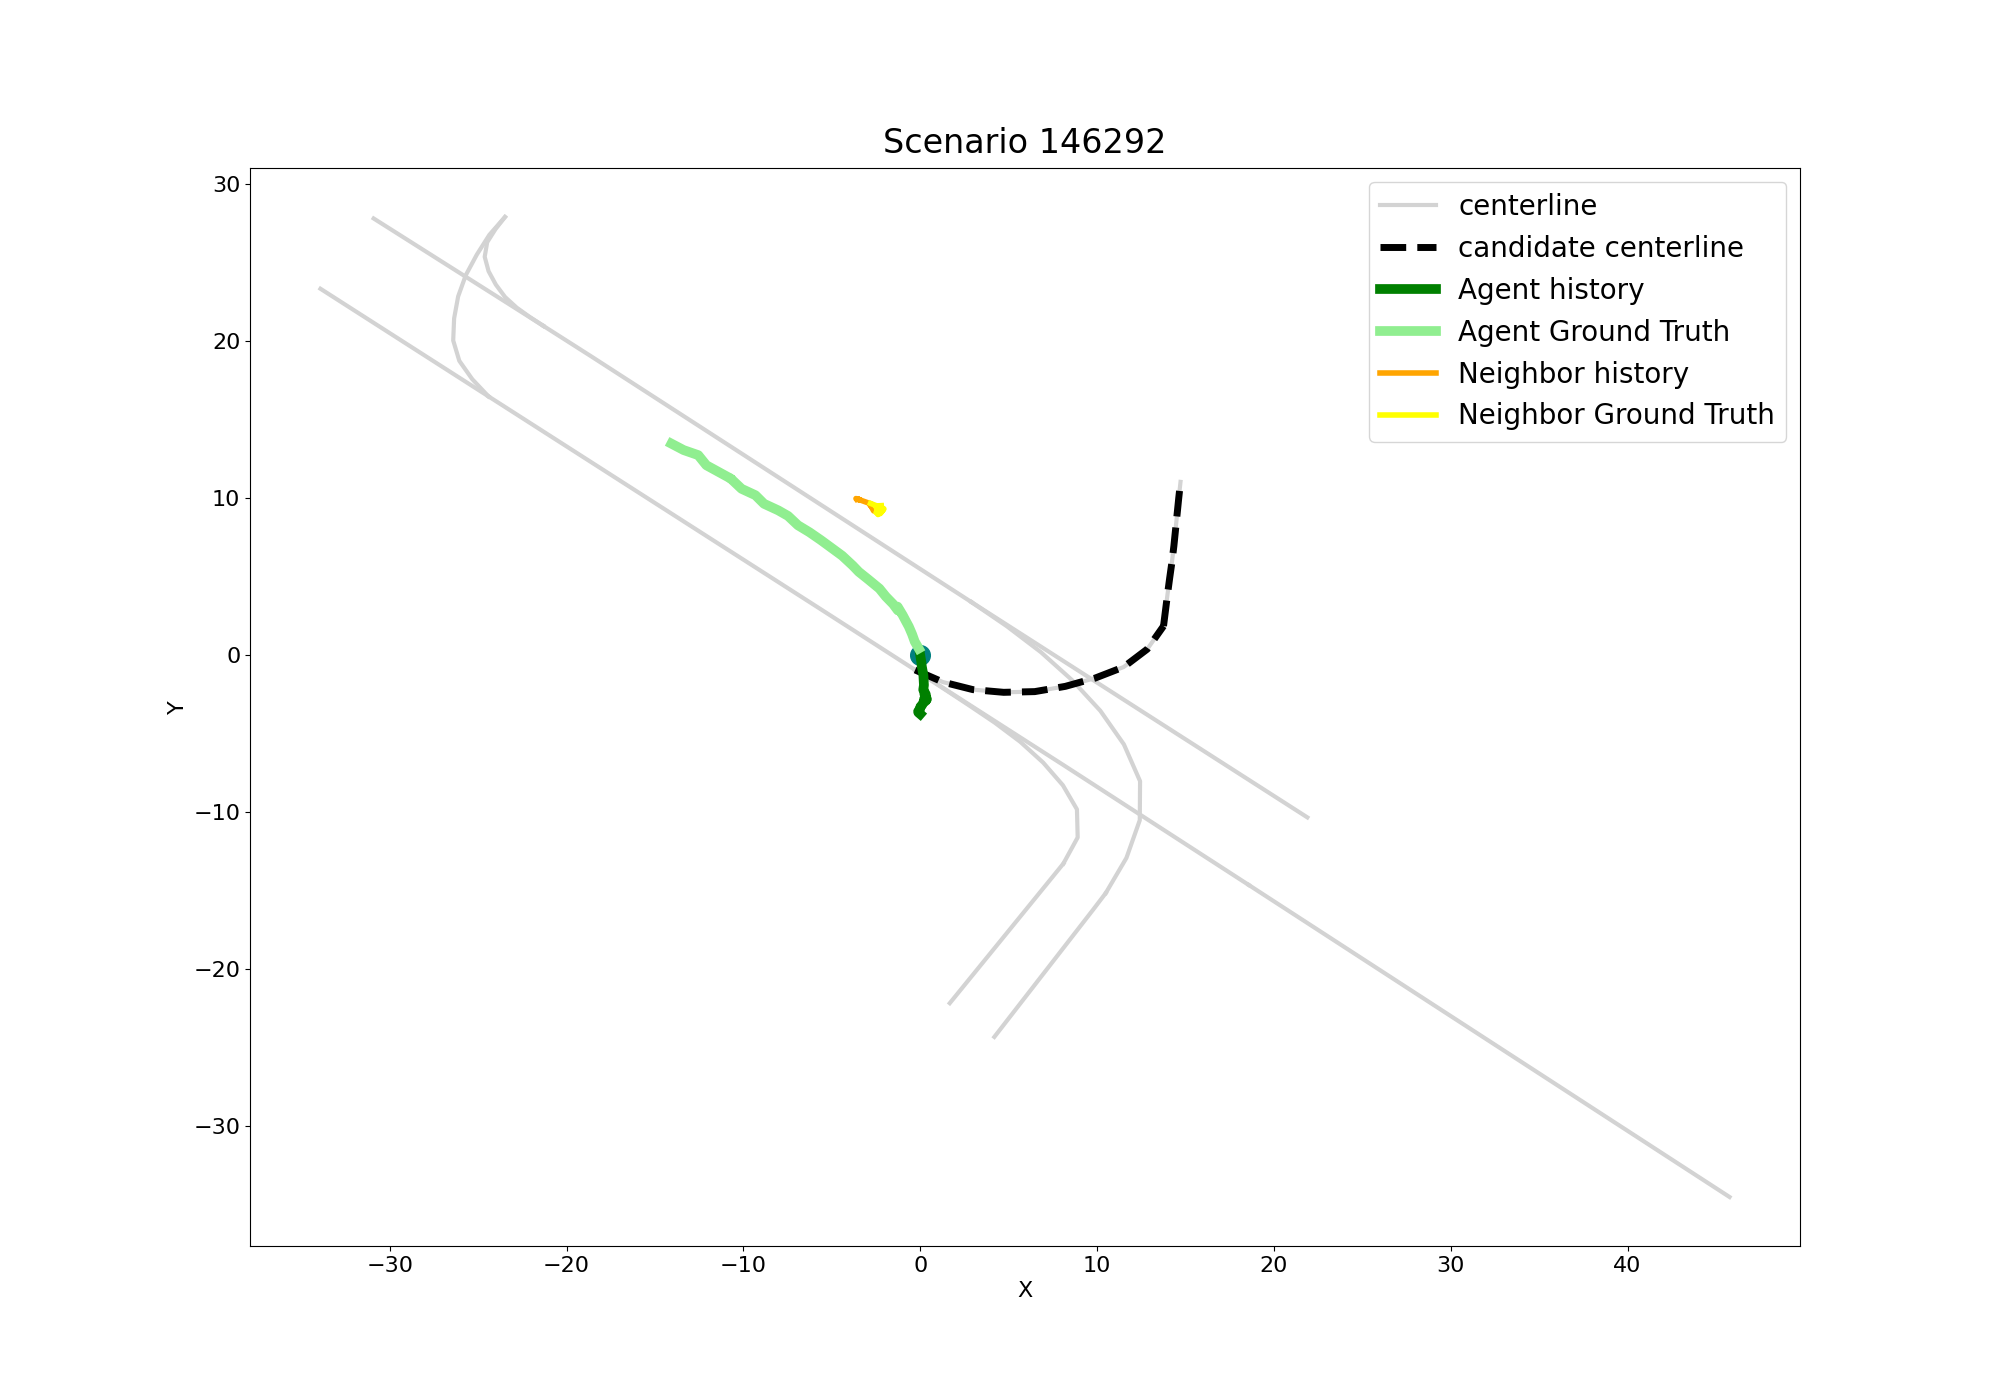 Scenario 146292
centerline
candidate centerline
Agent history
Agent Ground Truth
Neighbor history
Neighbor Ground Truth
30
20
10
0
−10
−20
−30
Y
−30
−20
−10
0
10
20
30
40
X